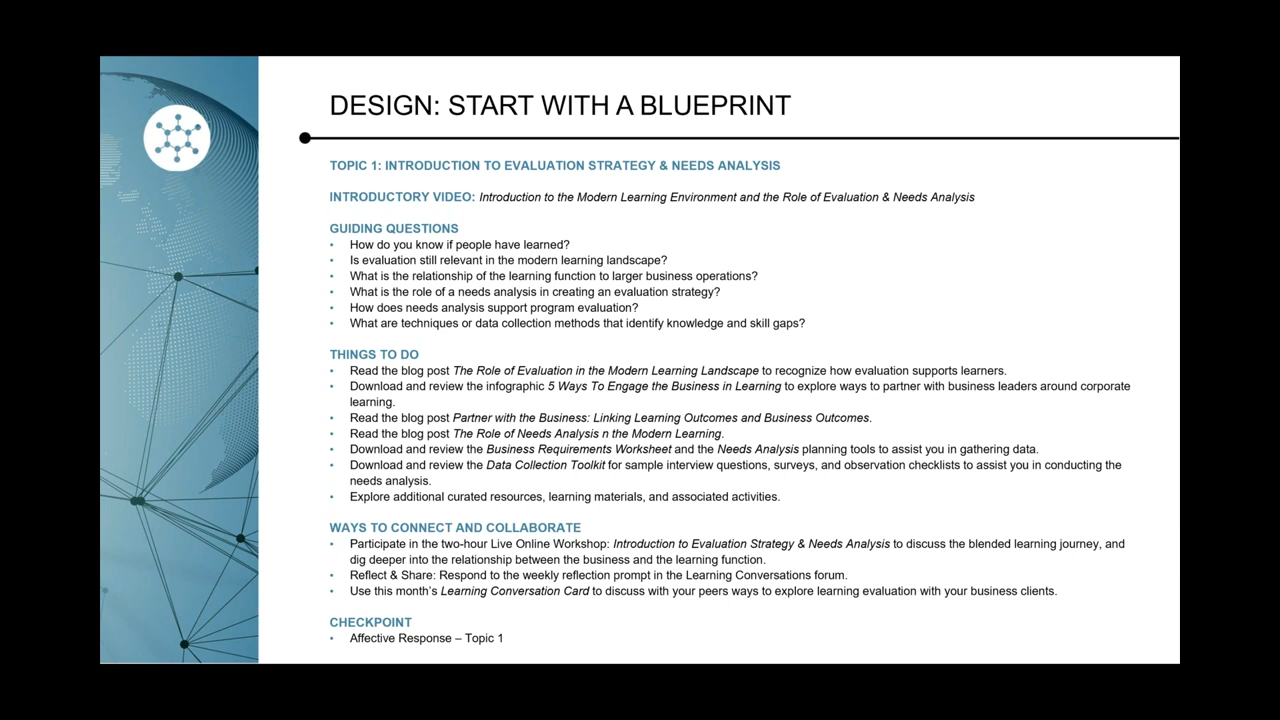 DESIGN: START WITH A BLUEPRINT
TOPIC 1: INTRODUCTION TO EVALUATION STRATEGY & NEEDS ANALYSIS
INTRODUCTORY VIDEO: Introduction to the Modern Learning Environment and the Role of Evaluation & Needs Analysis
GUIDING QUESTIONS
• How do you know if people have learned?
• Is evaluation still relevant in the modern learning landscape?
• What is the relationship of the learning function to larger business operations?
• What is the role of a needs analysis in creating an evaluation strategy?
• How does needs analysis support program evaluation?
• What are techniques or data collection methods that identify knowledge and skill gaps?
THINGS TO DO
• Read the blog post The Role of Evaluation in the Modern Learning Landscape to recognize how evaluation supports learners.
• Download and review the infographic 5 Ways To Engage the Business in Learning to explore ways to partner with business leaders around corporate
learning.
• Read the blog post Partner with the Business: Linking Learning Outcomes and Business Outcomes.
• Read the blog post The Role of Needs Analysis n the Modern Learning.
• Download and review the Business Requirements Worksheet and the Needs Analysis planning tools to assist you in gathering data.
• Download and review the Data Collection Toolkit for sample interview questions, surveys, and observation checklists to assist you in conducting the
needs analysis.
• Explore additional curated resources, learning materials, and associated activities.
WAYS TO CONNECT AND COLLABORATE
• Participate in the two-hour Live Online Workshop: Introduction to Evaluation Strategy & Needs Analysis to discuss the blended learning journey, and
dig deeper into the relationship between the business and the learning function.
• Reflect & Share: Respond to the weekly reflection prompt in the Learning Conversations forum.
• Use this month's Learning Conversation Card to discuss with your peers ways to explore learning evaluation with your business clients.
CHECKPOINT
• Affective Response – Topic 1